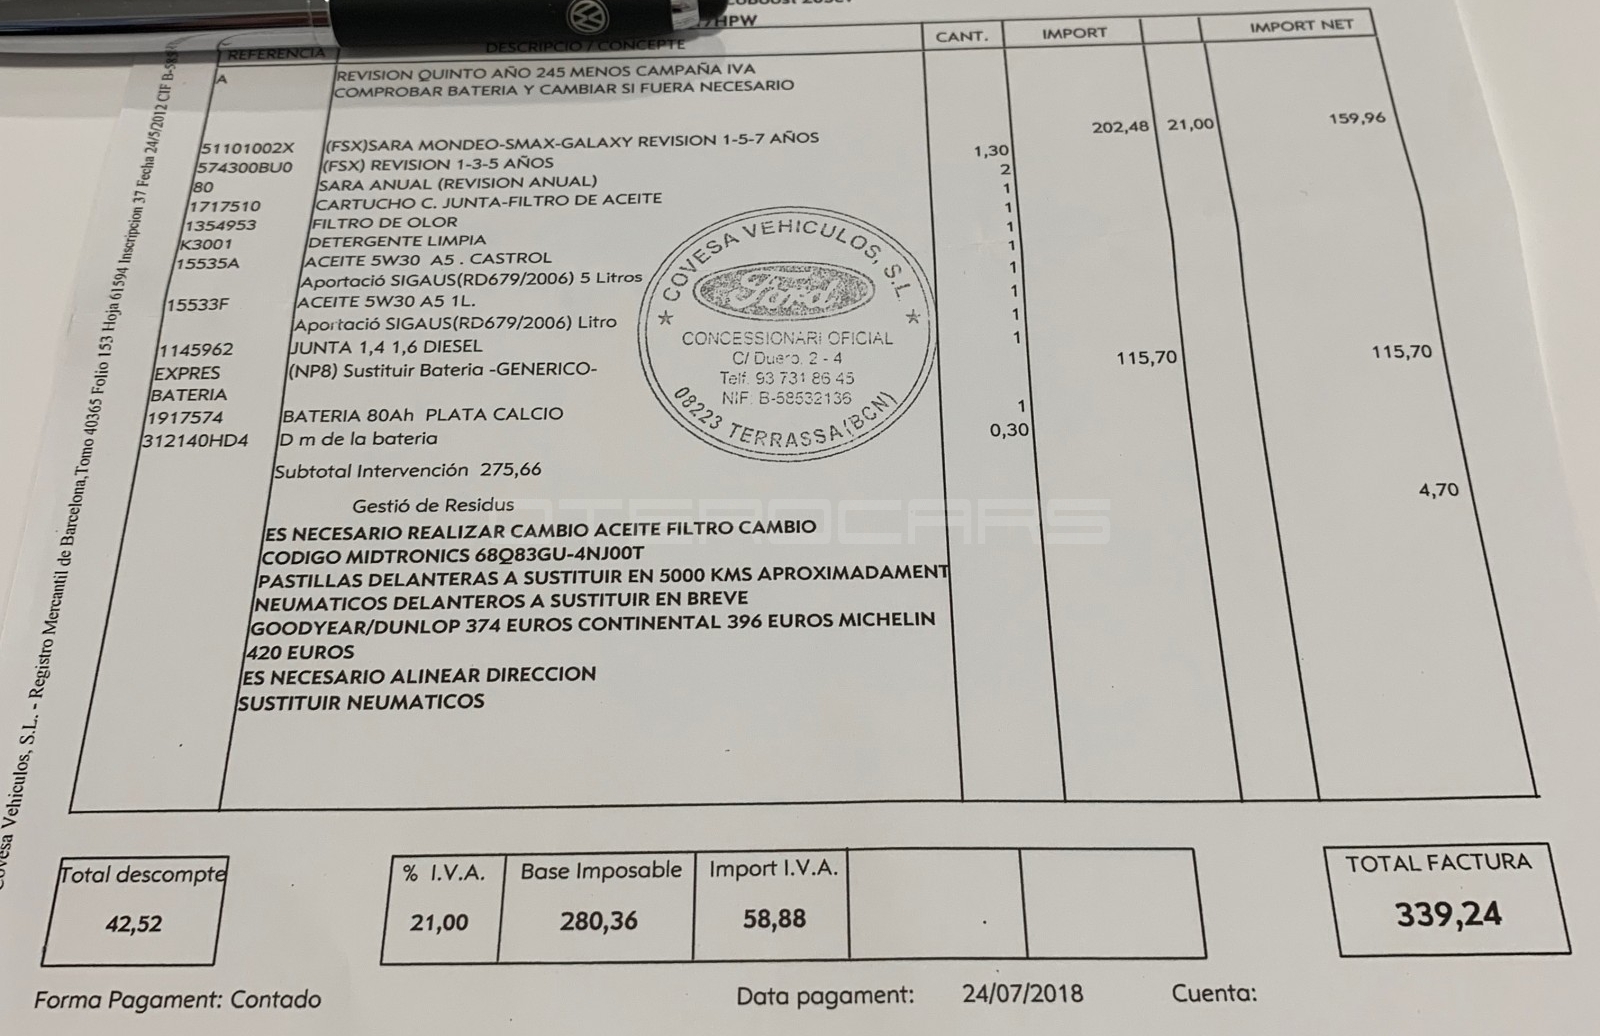 HPW
REFERENCIA DESCRIPCIO / CONCEPTE CANT. IMPORT IMPORT NET
A REVISION QUINTO AÑO 245 MENOS CAMPAÑA IVA
COMPROBAR BATERIA Y CAMBIAR SI FUERA NECESARIO
202,48 21,00 159,96
51101002X (FSX)SARA MONDEO-SMAX-GALAXY REVISION 1-5-7 AÑOS 1,30
574300BU0 (FSX) REVISION 1-3-5 AÑOS 2
80 SARA ANUAL (REVISION ANUAL) 1
1717510 CARTUCHO C. JUNTA-FILTRO DE ACEITE 1
1354953 FILTRO DE OLOR 1
K3001 DETERGENTE LIMPIA 1
15535A ACEITE 5W30 A5 . CASTROL 1
Aportació SIGAUS(RD679/2006) 5 Litros 1
15533F ACEITE 5W30 A5 1L. 1
Aportació SIGAUS(RD679/2006) Litro 1
1145962 JUNTA 1,4 1,6 DIESEL
EXPRES (NP8) Sustituir Bateria -GENERICO- 115,70 115,70
BATERIA
1917574 BATERIA 80Ah PLATA CALCIO 1
312140HD4 D m de la bateria 0,30
Subtotal Intervención 275,66
Gestió de Residus 4,70
ES NECESARIO REALIZAR CAMBIO ACEITE FILTRO CAMBIO
CODIGO MIDTRONICS 68Q83GU-4NJ00T
PASTILLAS DELANTERAS A SUSTITUIR EN 5000 KMS APROXIMADAMENT
NEUMATICOS DELANTEROS A SUSTITUIR EN BREVE
GOODYEAR/DUNLOP 374 EUROS CONTINENTAL 396 EUROS MICHELIN
420 EUROS
ES NECESARIO ALINEAR DIRECCION
SUSTITUIR NEUMATICOS
COVESA VEHICULOS, S.L.
Ford
CONCESSIONARI OFICIAL
C/ Duero, 2 - 4
Telf. 93 731 86 45
NIF: B-58532136
08223 TERRASSA (BCN)
OTEROCARS
Covesa Vehiculos, S.L.. - Registro Mercantil de Barcelona,Tomo 40365 Folio 153 Hoja 61594 Inscripcion 37 Fecha 24/5/2012 CIF
Total descompte
42,52
% I.V.A. Base Imposable Import I.V.A.
21,00 280,36 58,88
TOTAL FACTURA
339,24
Forma Pagament: Contado Data pagament: 24/07/2018 Cuenta: